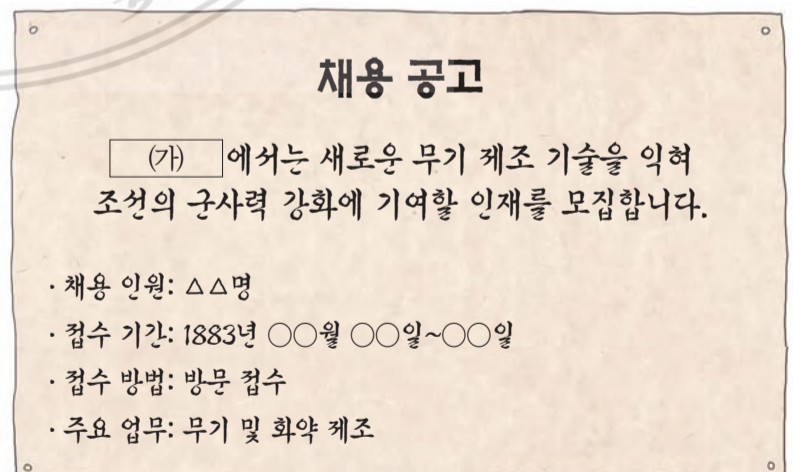 채용 공고
(가) 에서는 새로운 무기 제조 기술을 익혀
조선의 군사력 강화에 기여할 인재를 모집합니다.
· 채용 인원: △△명
· 접수 기간: 1883년 ○○월 ○○일~○○일
· 접수 방법: 방문 접수
· 주요 업무: 무기 및 화약 제조